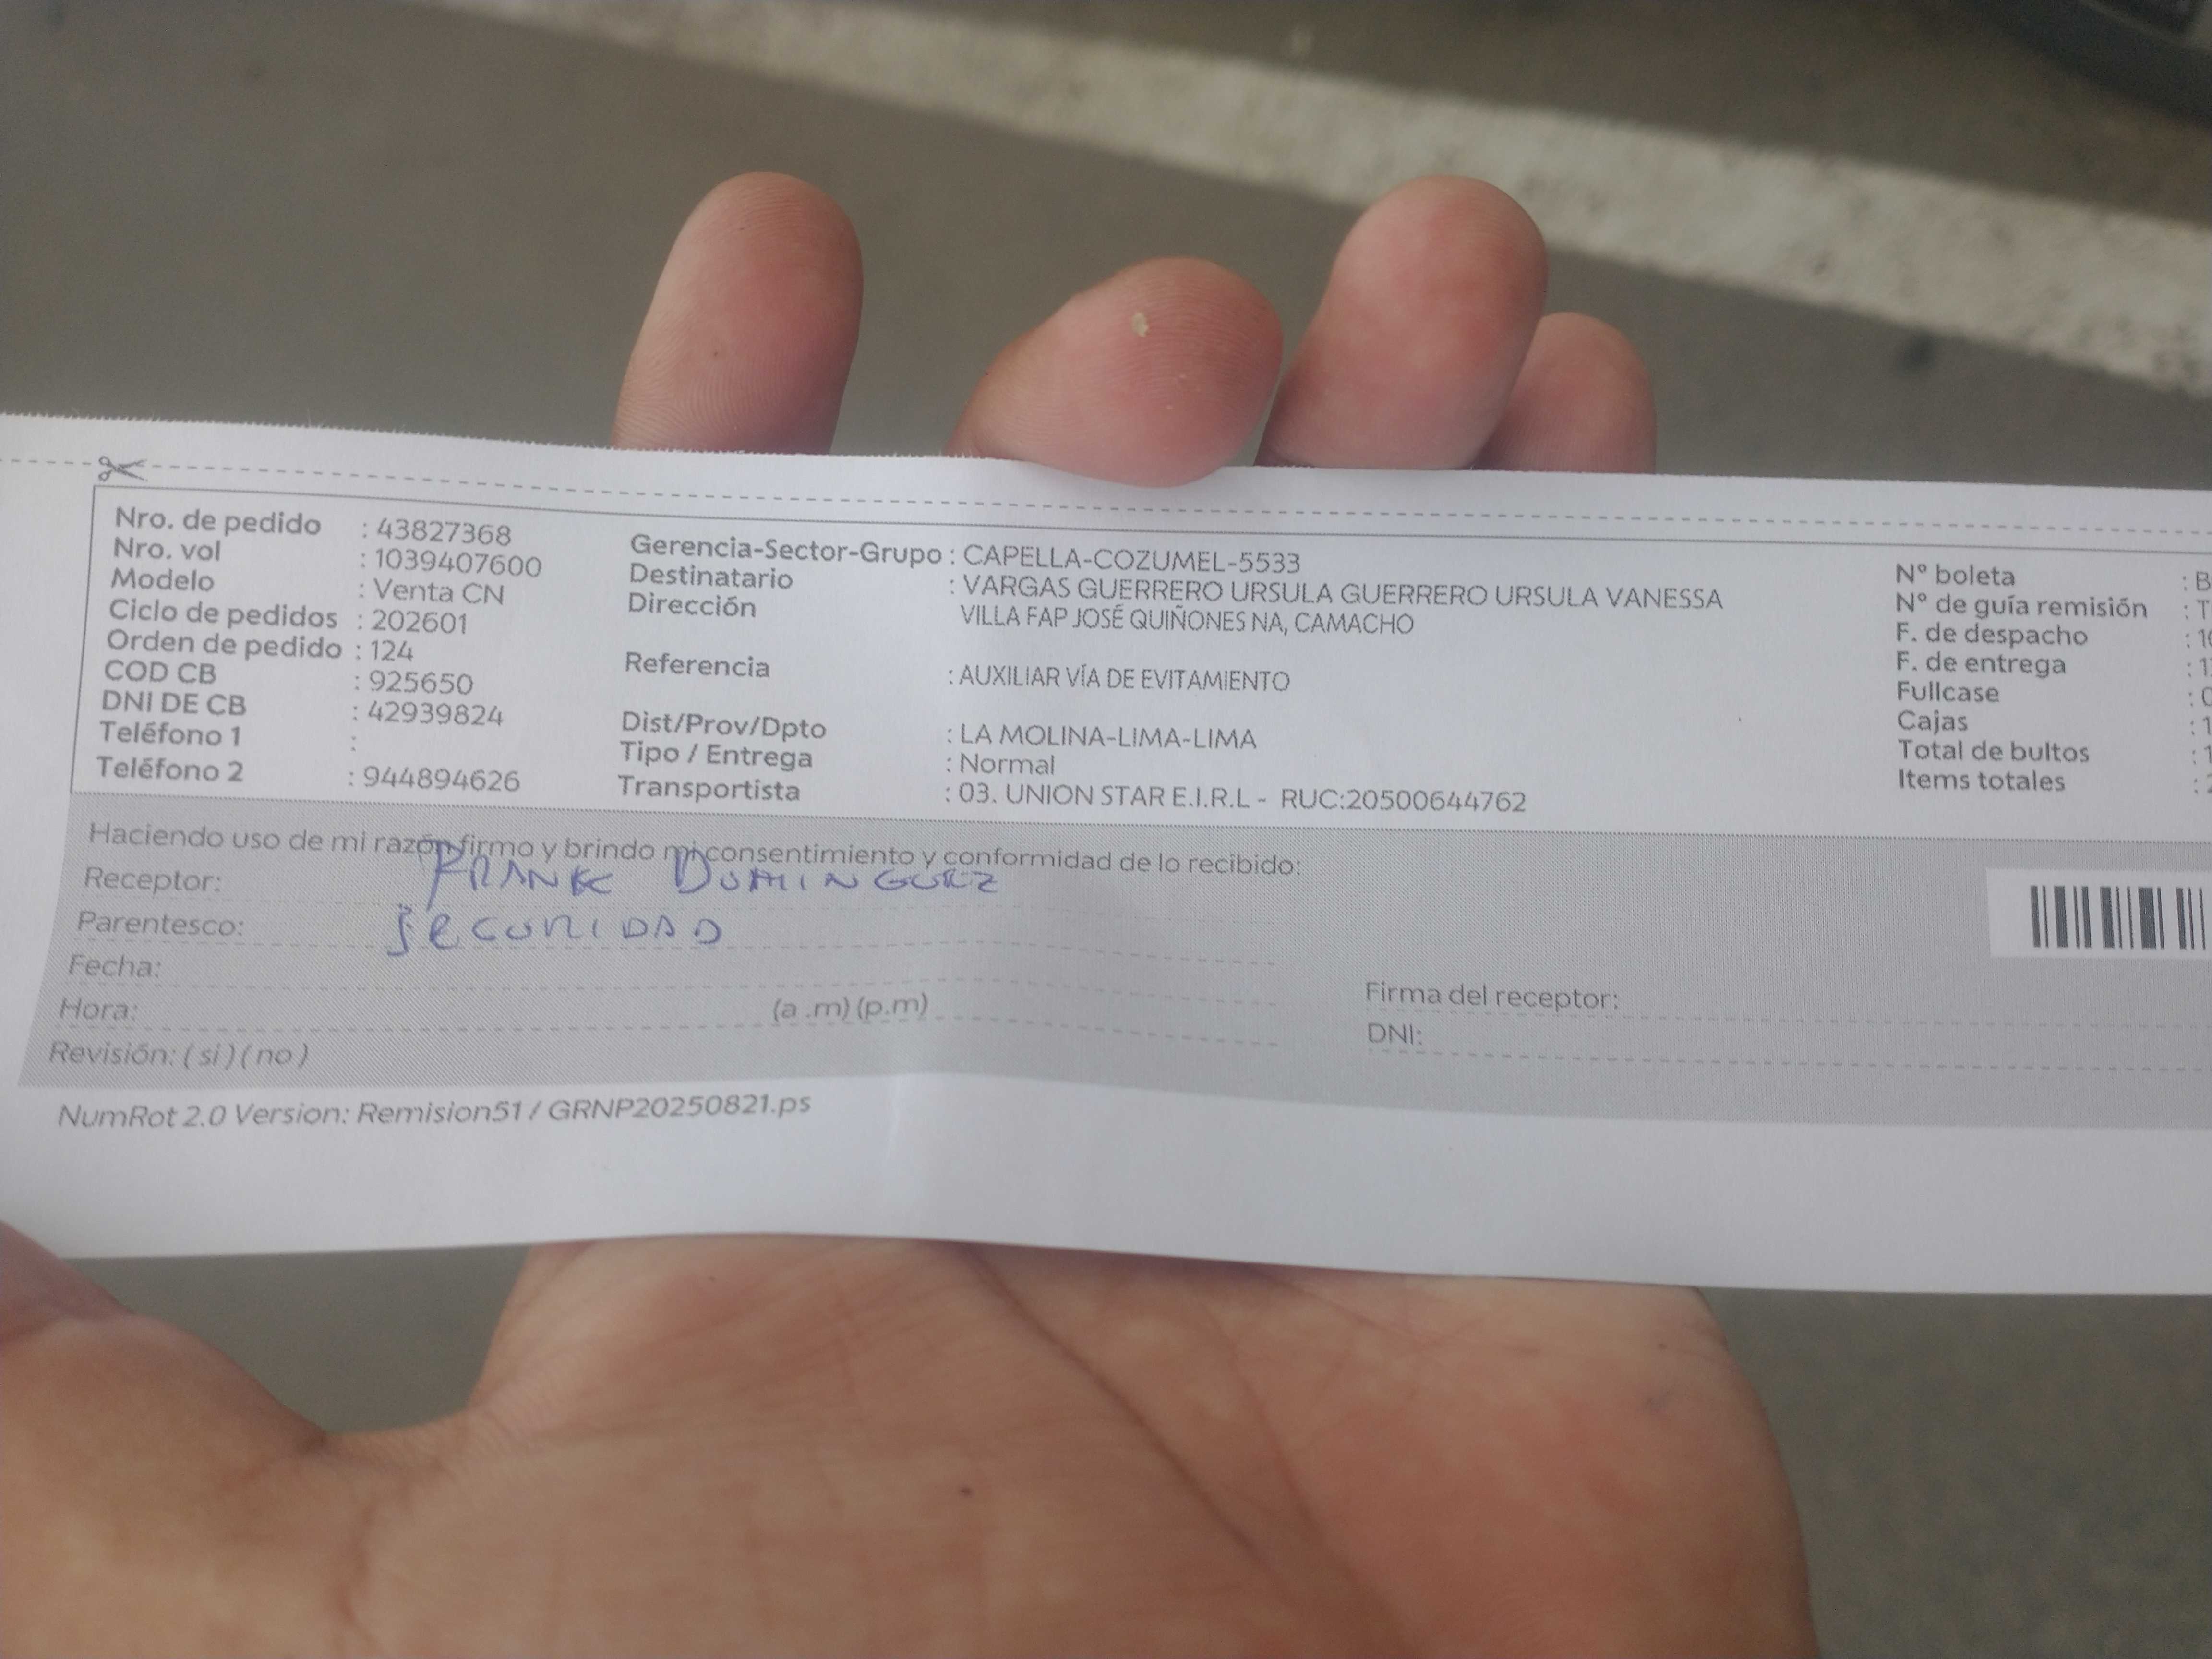 Nro. de pedido : 43827368
Nro. vol : 1039407600
Modelo : Venta CN
Ciclo de pedidos : 202601
Orden de pedido : 124
COD CB : 925650
DNI DE CB : 42939824
Teléfono 1 :
Teléfono 2 : 944894626
Gerencia-Sector-Grupo : CAPELLA-COZUMEL-5533
Destinatario : VARGAS GUERRERO URSULA GUERRERO URSULA VANESSA
Dirección VILLA FAP JOSÉ QUIÑONES NA, CAMACHO
Referencia : AUXILIAR VÍA DE EVITAMIENTO
Dist/Prov/Dpto : LA MOLINA-LIMA-LIMA
Tipo / Entrega : Normal
Transportista : 03. UNION STAR E.I.R.L - RUC:20500644762
N° boleta : B
N° de guía remisión : T
F. de despacho : 1
F. de entrega : 1
Fullcase :
Cajas : 1
Total de bultos : 1
Items totales : 2
Haciendo uso de mi razón firmo y brindo mi consentimiento y conformidad de lo recibido:
Receptor: FRANK DOMINGUEZ
Parentesco: SeGURIDAD
Fecha:
Hora: (a .m) (p.m)
Revisión: ( si ) ( no )
Firma del receptor:
DNI:
NumRot 2.0 Version: Remision51 / GRNP20250821.ps